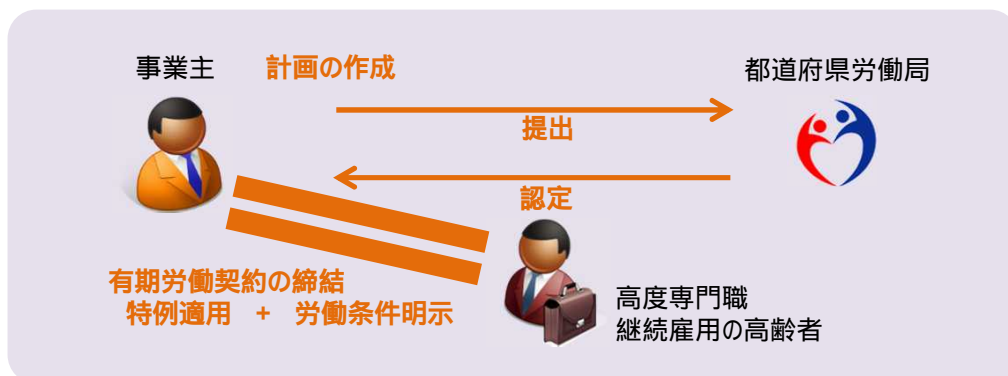 事業主 計画の作成
都道府県労働局
提出
認定
有期労働契約の締結
特例適用 + 労働条件明示
高度専門職
継続雇用の高齢者